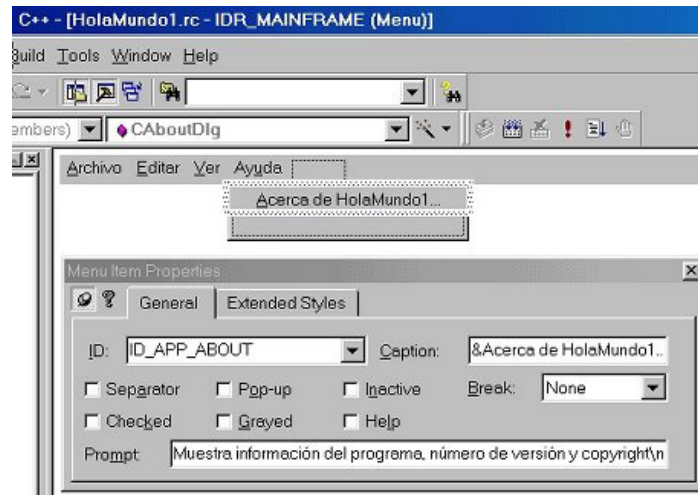 C++ - [HolaMundo1.rc - IDR_MAINFRAME (Menu)]
Build Tools Window Help
embers) CAboutDlg
Archivo Editar Ver Ayuda
Acerca de HolaMundo1...
Menu Item Properties
General Extended Styles
ID: ID_APP_ABOUT Caption: &Acerca de HolaMundo1..
Separator Pop-up Inactive Break: None
Checked Grayed Help
Prompt: Muestra información del programa, número de versión y copyright\n